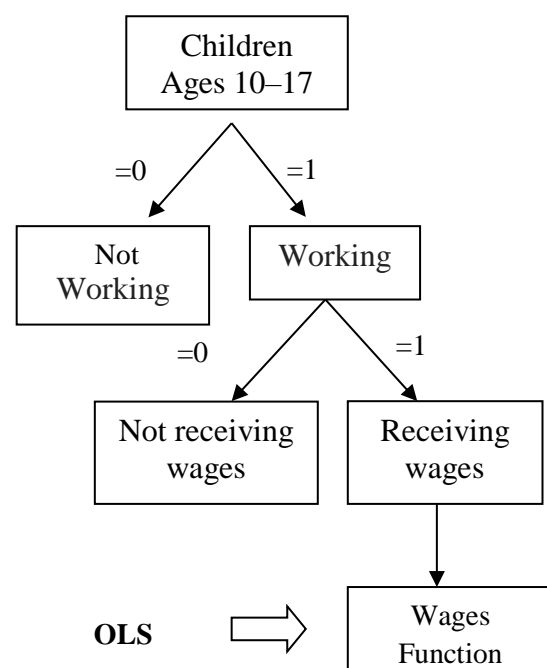 Children
Ages 10–17
=0
=1
Not
Working
Working
=0
=1
Not receiving
wages
Receiving
wages
OLS
Wages
Function